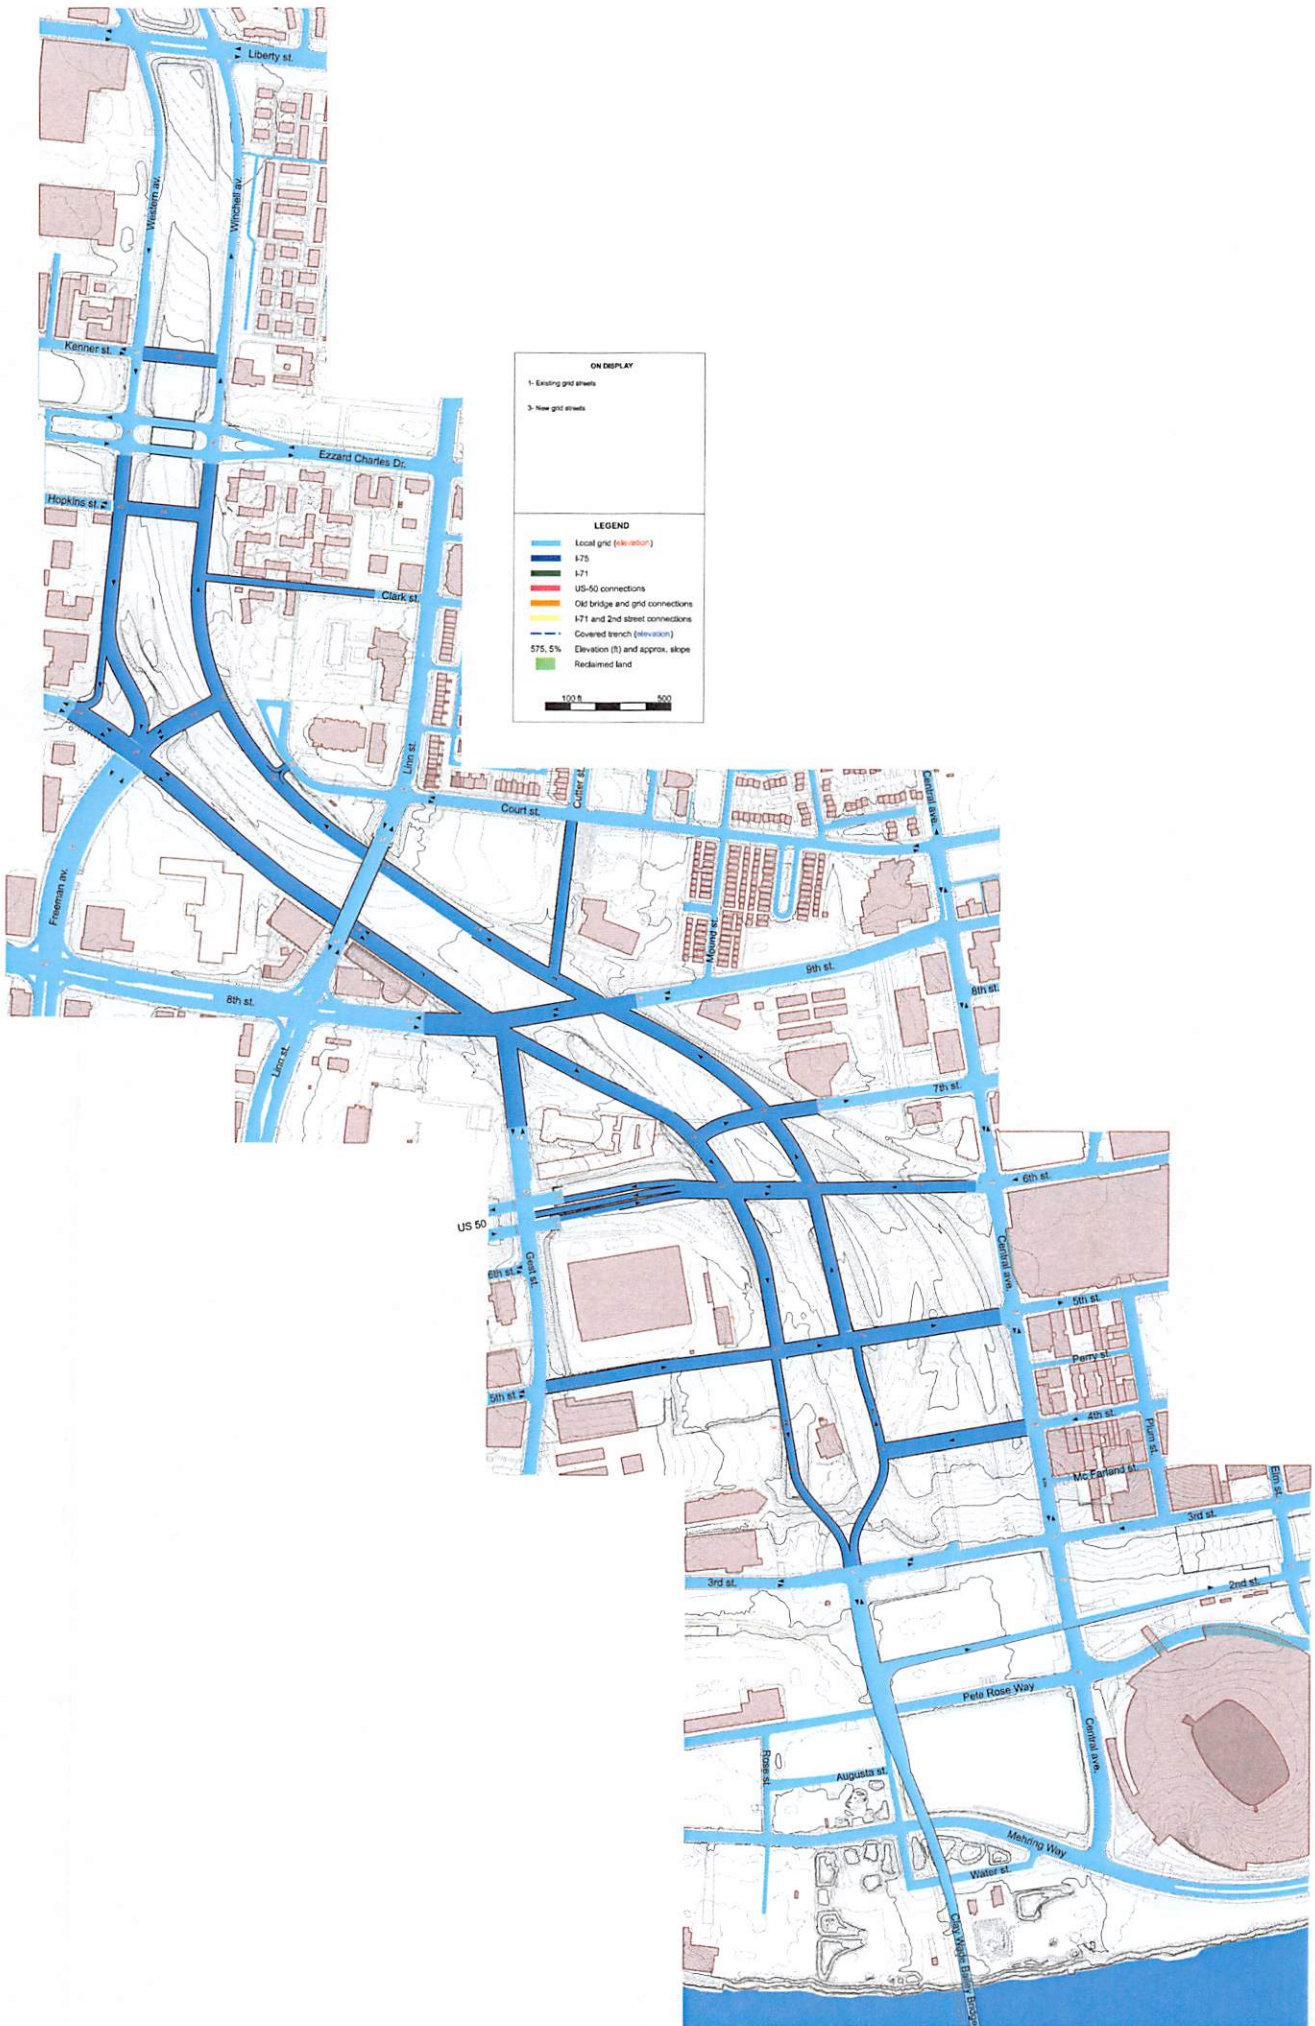 Liberty st.
Western av.
Winchell av.
Kenner st.
Ezzard Charles Dr.
Hopkins st.
Clark st.
ON DISPLAY
1- Existing grid streets
3- New grid streets
LEGEND
Local grid (elevation)
I-75
I-71
US-50 connections
Old bridge and grid connections
I-71 and 2nd street connections
Covered trench (elevation)
575, 5% Elevation (ft) and approx. slope
Reclaimed land
100 ft 500
Linn st.
Cutter st.
Court st.
Central ave.
Freeman av.
Mound st.
9th st.
8th st.
8th st.
Linn st.
7th st.
6th st.
US 50
Gest st.
6th st.
Central ave.
5th st.
Perry st.
5th st.
4th st.
Plum st.
Mc Farland st.
Elm st.
3rd st.
3rd st.
2nd st.
Pete Rose Way
Rose st.
Central ave.
Augusta st.
Mehring Way
Water st.
Clay Wade Bailey Bridge